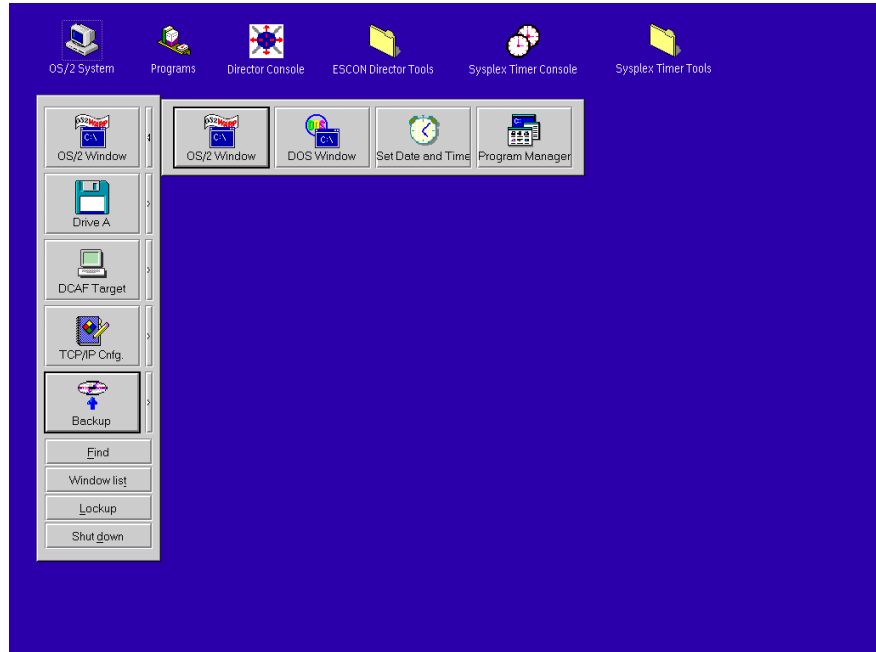 OS/2 System
Programs
Director Console
ESCON Director Tools
Sysplex Timer Console
Sysplex Timer Tools
OS/2 Window
OS/2 Window
DOS Window
Set Date and Time
Program Manager
Drive A
DCAF Target
TCP/IP Cnfg.
Backup
Find
Window list
Lockup
Shut down